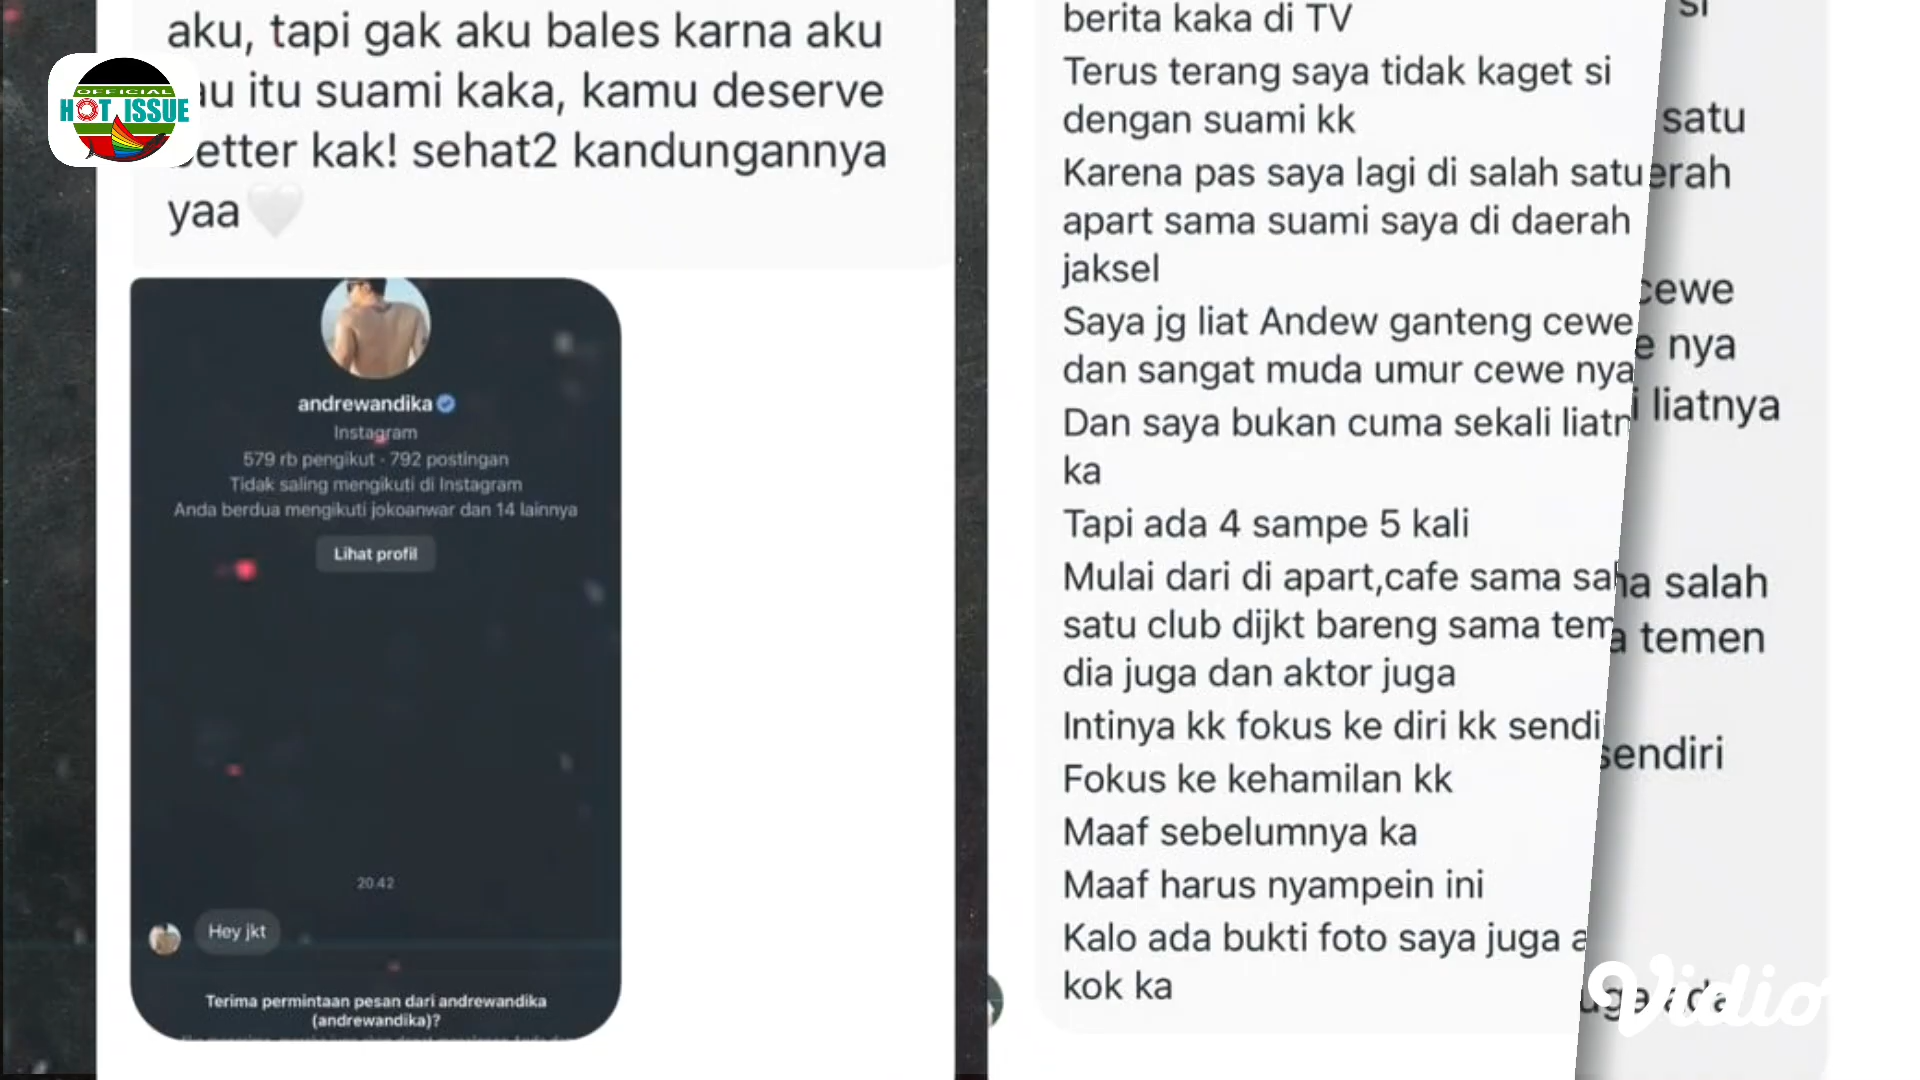 OFFICIAL
HOT ISSUE
aku, tapi gak aku bales karna aku
au itu suami kaka, kamu deserve
better kak! sehat2 kandungannya
yaa
andrewandika
Instagram
579 rb pengikut · 792 postingan
Tidak saling mengikuti di Instagram
Anda berdua mengikuti jokoanwar dan 14 lainnya
Lihat profil
20.42
Hey jkt
Terima permintaan pesan dari andrewandika
(andrewandika)?
berita kaka di TV
Terus terang saya tidak kaget si
dengan suami kk
Karena pas saya lagi di salah satu
apart sama suami saya di daerah
jaksel
Saya jg liat Andew ganteng cewe
dan sangat muda umur cewe nya
Dan saya bukan cuma sekali liatn
ka
Tapi ada 4 sampe 5 kali
Mulai dari di apart,cafe sama sa
satu club dijkt bareng sama tem
dia juga dan aktor juga
Intinya kk fokus ke diri kk sendi
Fokus ke kehamilan kk
Maaf sebelumnya ka
Maaf harus nyampein ini
Kalo ada bukti foto saya juga a
kok ka
si
satu
erah
cewe
e nya
i liatnya
a salah
a temen
sendiri
uga ada
Vidio